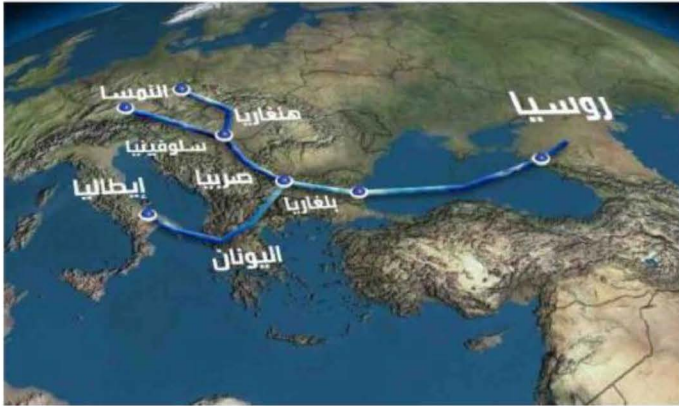 روسيا
النمسا
هنغاريا
سلوفينيا
صربيا
إيطاليا
بلغاريا
اليونان